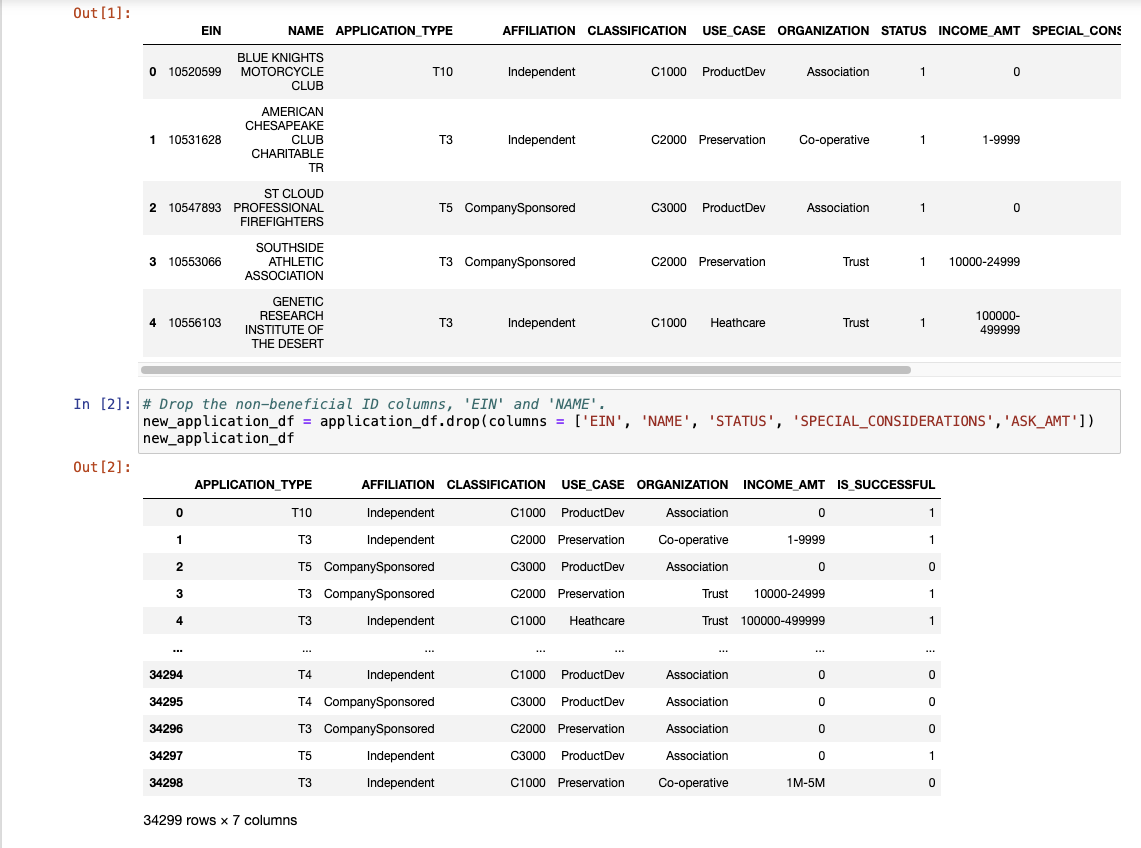 Out[1]:
EIN NAME APPLICATION_TYPE AFFILIATION CLASSIFICATION USE_CASE ORGANIZATION STATUS INCOME_AMT SPECIAL_CONS
0 10520599 BLUE KNIGHTS MOTORCYCLE CLUB T10 Independent C1000 ProductDev Association 1 0
1 10531628 AMERICAN CHESAPEAKE CLUB CHARITABLE TR T3 Independent C2000 Preservation Co-operative 1 1-9999
2 10547893 ST CLOUD PROFESSIONAL FIREFIGHTERS T5 CompanySponsored C3000 ProductDev Association 1 0
3 10553066 SOUTHSIDE ATHLETIC ASSOCIATION T3 CompanySponsored C2000 Preservation Trust 1 10000-24999
4 10556103 GENETIC RESEARCH INSTITUTE OF THE DESERT T3 Independent C1000 Heathcare Trust 1 100000-499999
In [2]: # Drop the non-beneficial ID columns, 'EIN' and 'NAME'.
new_application_df = application_df.drop(columns = ['EIN', 'NAME', 'STATUS', 'SPECIAL_CONSIDERATIONS','ASK_AMT'])
new_application_df
Out[2]:
APPLICATION_TYPE AFFILIATION CLASSIFICATION USE_CASE ORGANIZATION INCOME_AMT IS_SUCCESSFUL
0 T10 Independent C1000 ProductDev Association 0 1
1 T3 Independent C2000 Preservation Co-operative 1-9999 1
2 T5 CompanySponsored C3000 ProductDev Association 0 0
3 T3 CompanySponsored C2000 Preservation Trust 10000-24999 1
4 T3 Independent C1000 Heathcare Trust 100000-499999 1
... ... ... ... ... ... ... ...
34294 T4 Independent C1000 ProductDev Association 0 0
34295 T4 CompanySponsored C3000 ProductDev Association 0 0
34296 T3 CompanySponsored C2000 Preservation Association 0 0
34297 T5 Independent C3000 ProductDev Association 0 1
34298 T3 Independent C1000 Preservation Co-operative 1M-5M 0
34299 rows × 7 columns